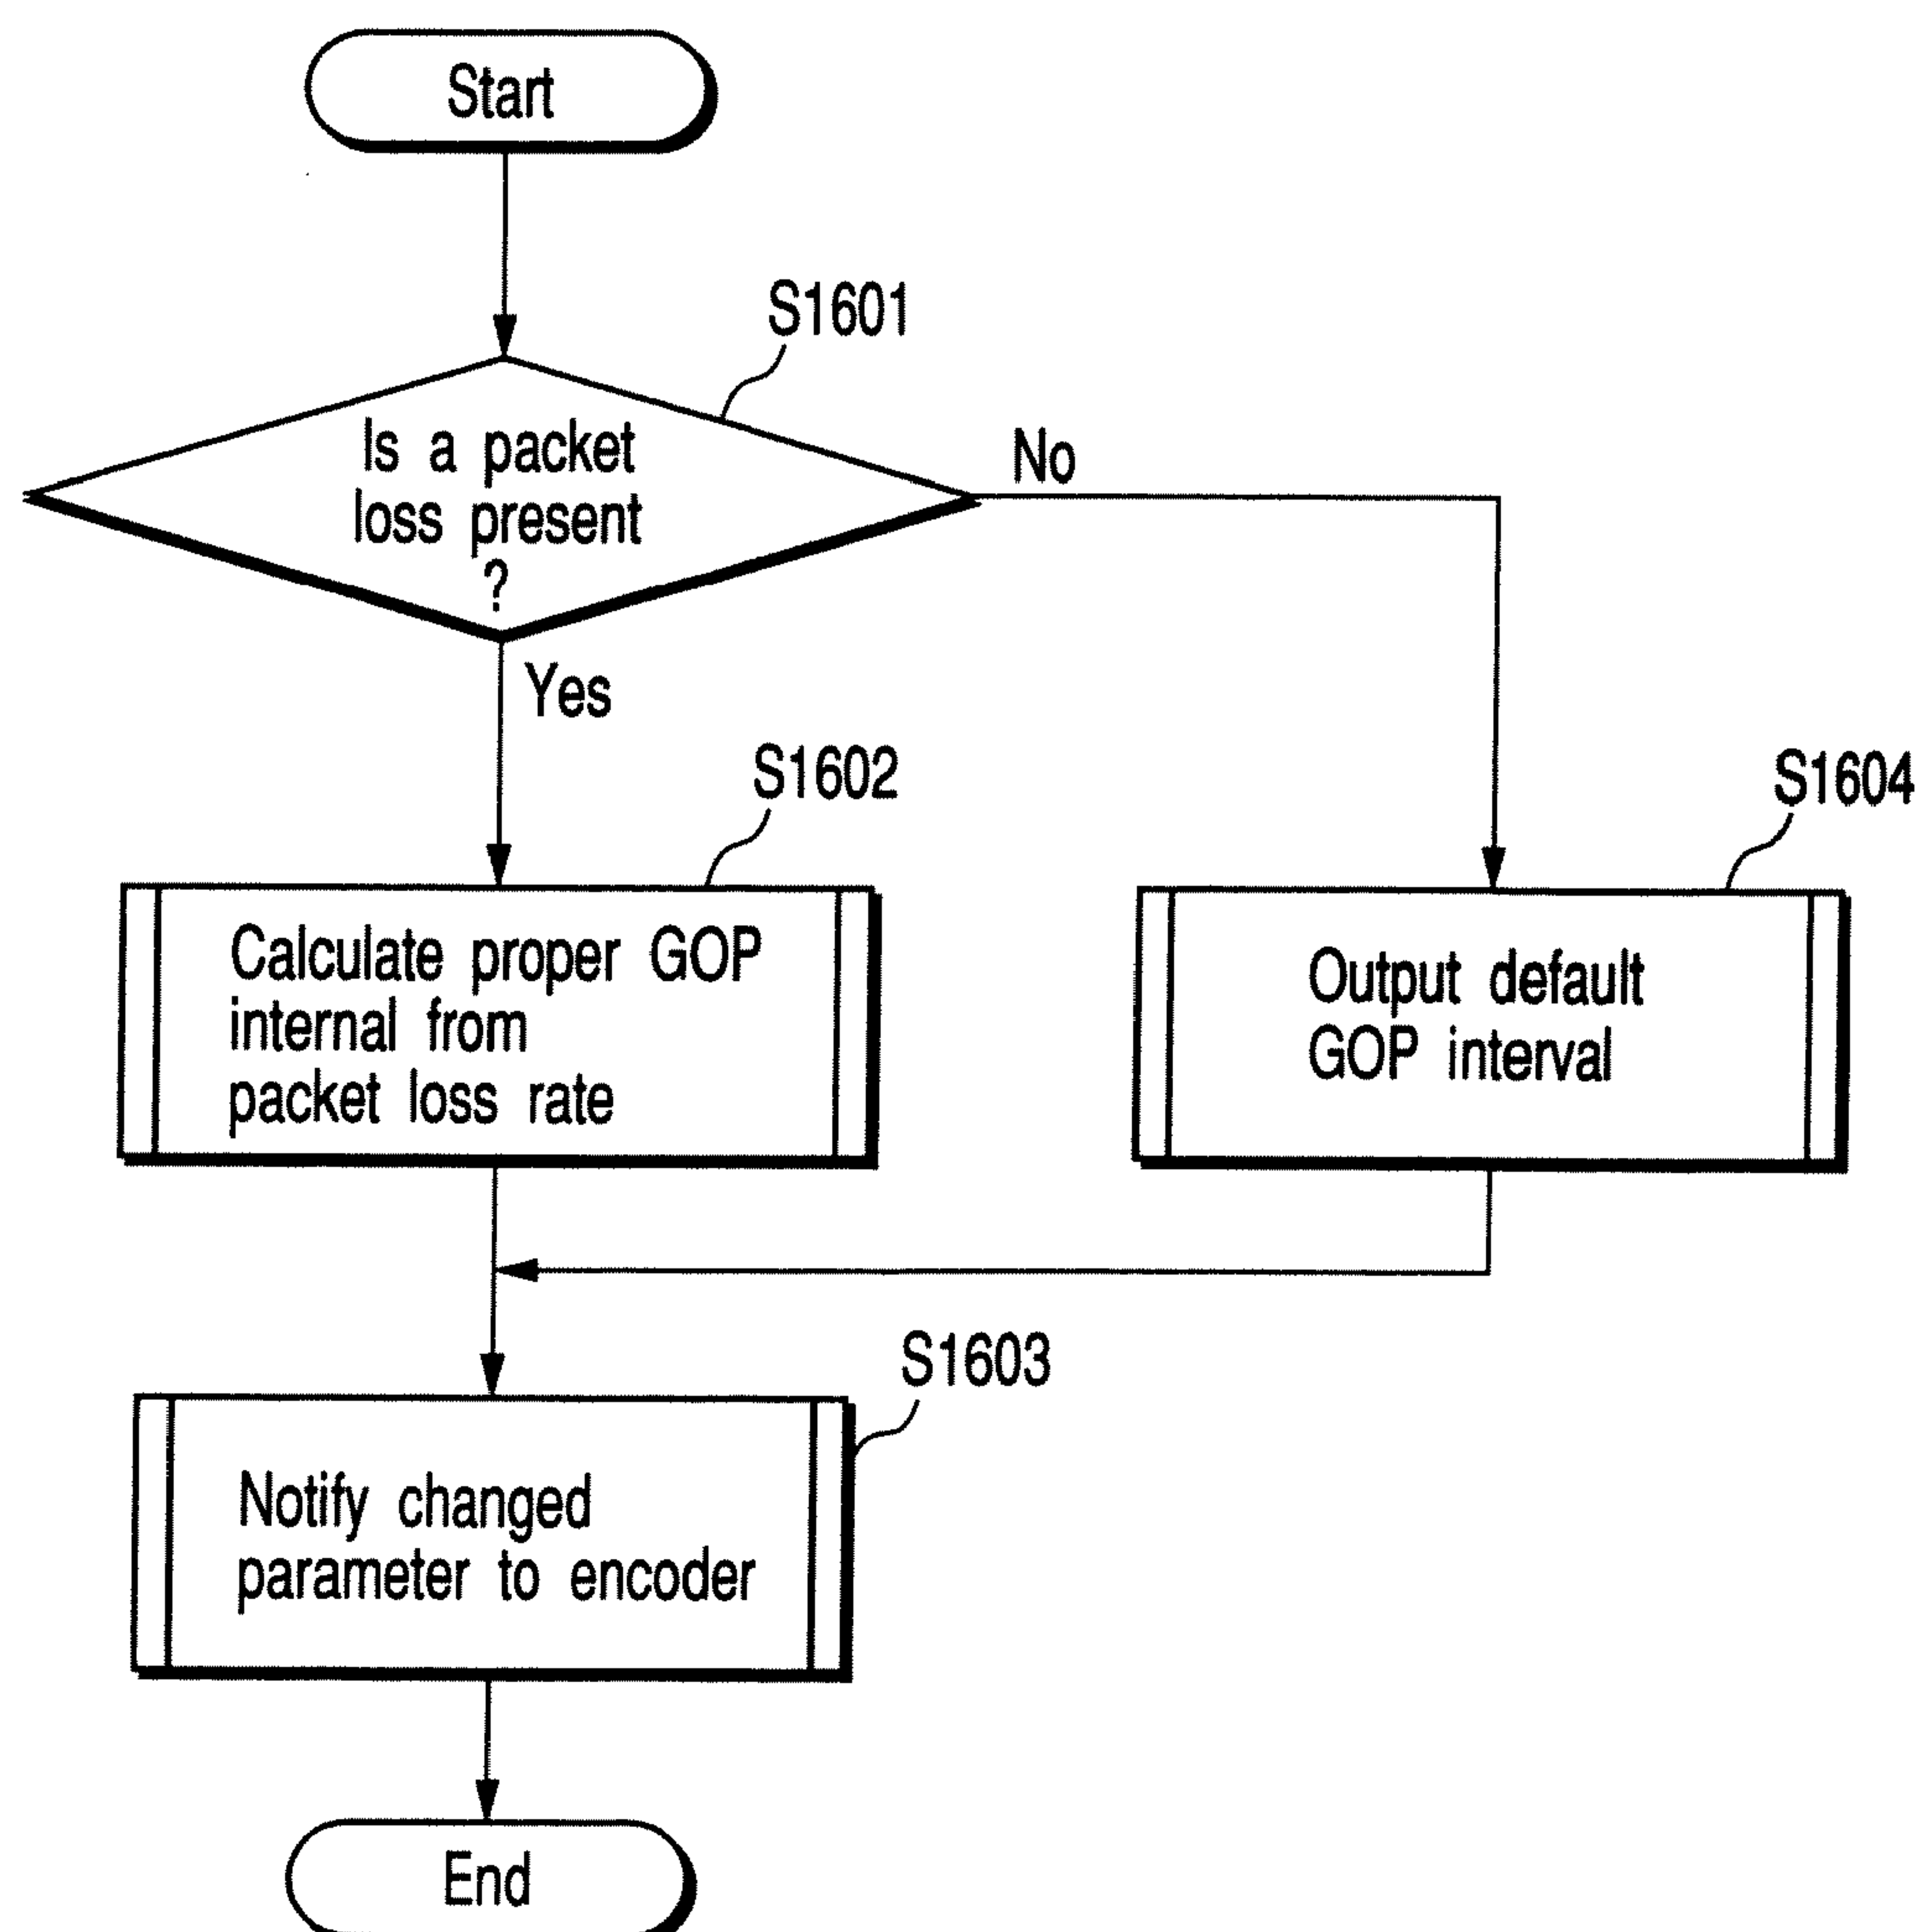 Start
S1601
Is a packet
loss present
?
No
Yes
S1602
Calculate proper GOP
internal from
packet loss rate
S1604
Output default
GOP interval
S1603
Notify changed
parameter to encoder
End